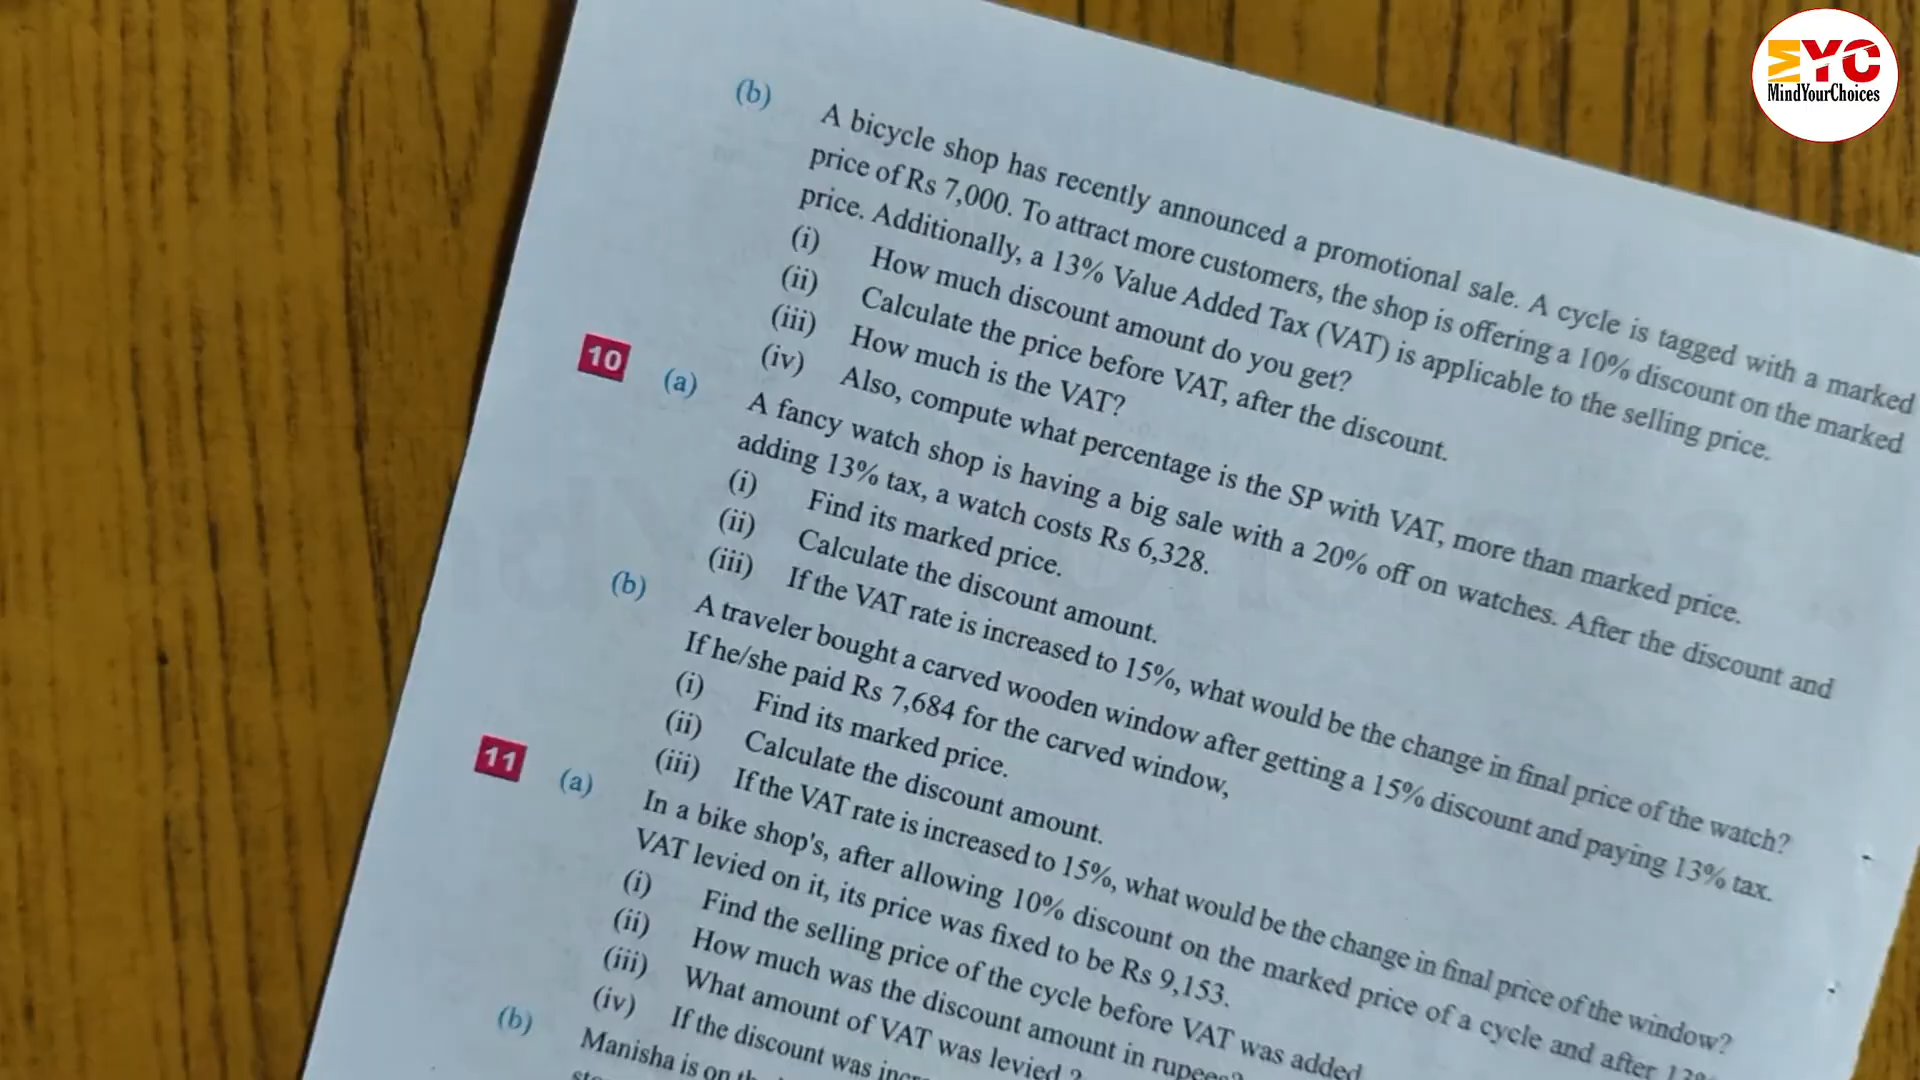 MYC
MindYourChoices
(b) A bicycle shop has recently announced a promotional sale. A cycle is tagged with a marked
price of Rs 7,000. To attract more customers, the shop is offering a 10% discount on the marked
price. Additionally, a 13% Value Added Tax (VAT) is applicable to the selling price.
(i) How much discount amount do you get?
(ii) Calculate the price before VAT, after the discount.
(iii) How much is the VAT?
(iv) Also, compute what percentage is the SP with VAT, more than marked price.
10 (a) A fancy watch shop is having a big sale with a 20% off on watches. After the discount and
adding 13% tax, a watch costs Rs 6,328.
(i) Find its marked price.
(ii) Calculate the discount amount.
(iii) If the VAT rate is increased to 15%, what would be the change in final price of the watch?
(b) A traveler bought a carved wooden window after getting a 15% discount and paying 13% tax.
If he/she paid Rs 7,684 for the carved window,
(i) Find its marked price.
(ii) Calculate the discount amount.
(iii) If the VAT rate is increased to 15%, what would be the change in final price of the window?
11 (a) In a bike shop's, after allowing 10% discount on the marked price of a cycle and after
VAT levied on it, its price was fixed to be Rs 9,153.
(i) Find the selling price of the cycle before VAT was added
(ii) How much was the discount amount in rupees?
(iii) What amount of VAT was levied ?
(iv) If the discount was
(b) Manisha is on